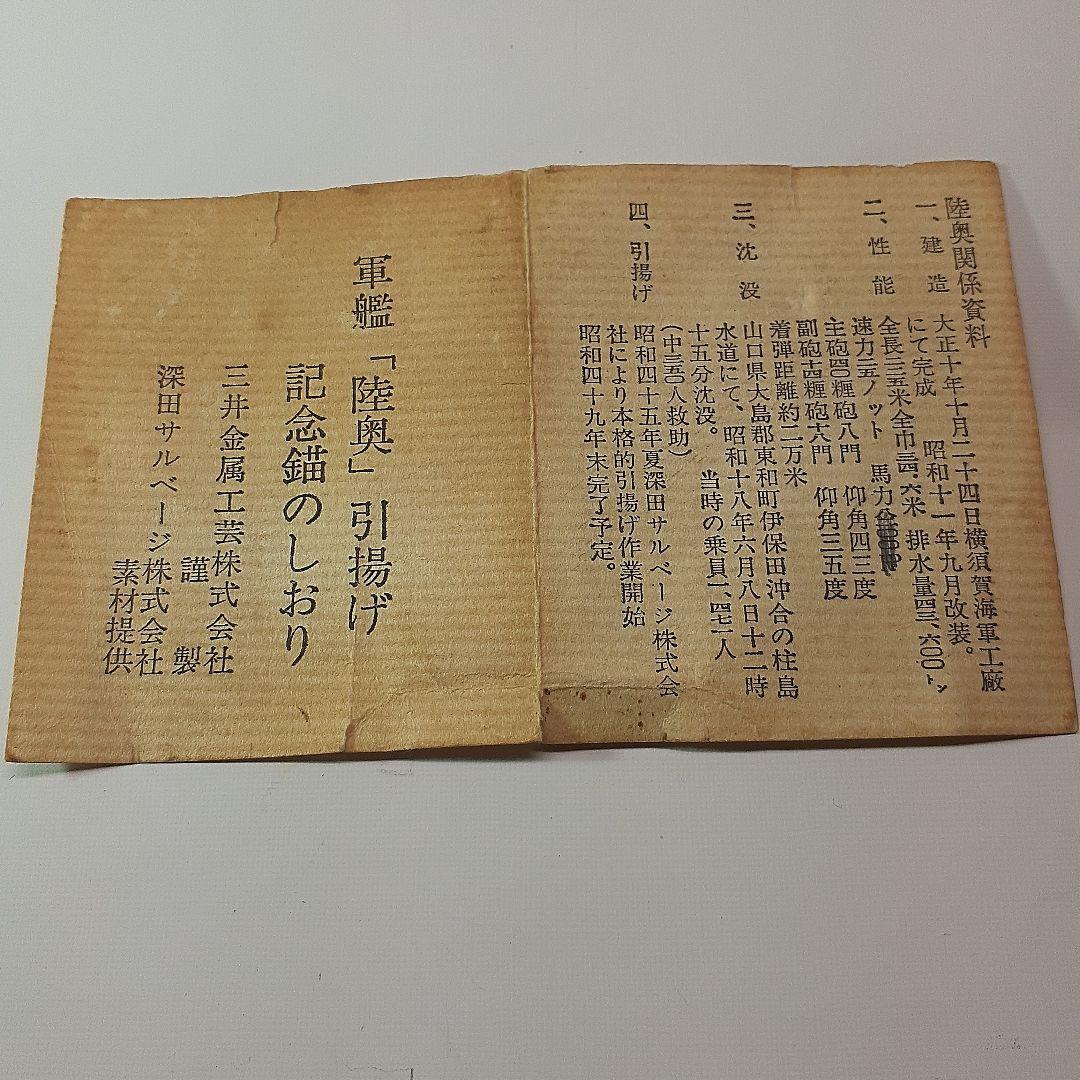 陸奥関係資料
一、建造 大正十年十月二十四日横須賀海軍工廠
にて完成 昭和十一年九月改装。
二、性能 全長二二五米全巾三四、六米 排水量四三、六〇〇トン
速力二五ノット 馬力
主砲四〇糎砲八門 仰角四三度
副砲十四糎砲十六門 仰角三五度
着弾距離約二万米
三、沈没 山口県大島郡東和町伊保田沖合の柱島
水道にて、昭和十八年六月八日十二時
十五分沈没。 当時の乗員一、四七一人
(中三五〇人救助)
四、引揚げ 昭和四十五年夏深田サルベージ株式会
社により本格的引揚げ作業開始
昭和四十九年末完了予定。
軍艦「陸奥」引揚げ
記念錨のしおり
三井金属工芸株式会社
謹製
深田サルベージ株式会社
素材提供